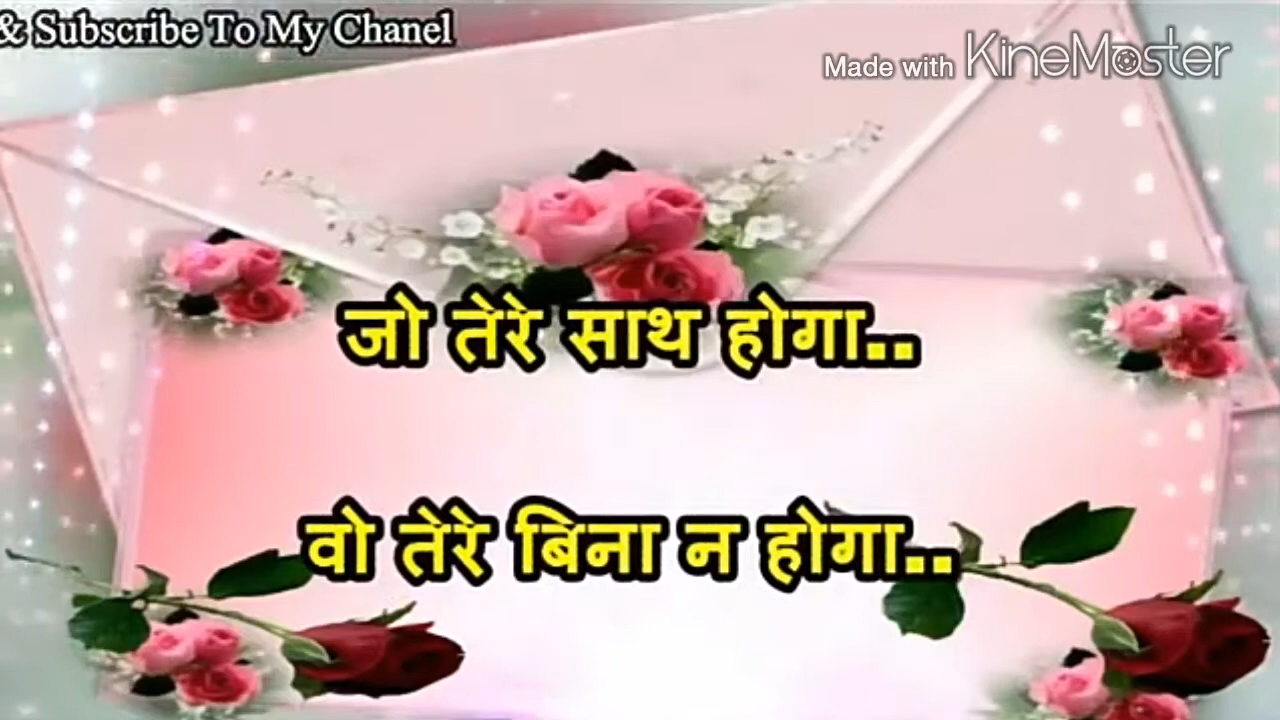 & Subscribe To My Chanel
Made with KineMaster
जो तेरे साथ होगा..
वो तेरे बिना न होगा..